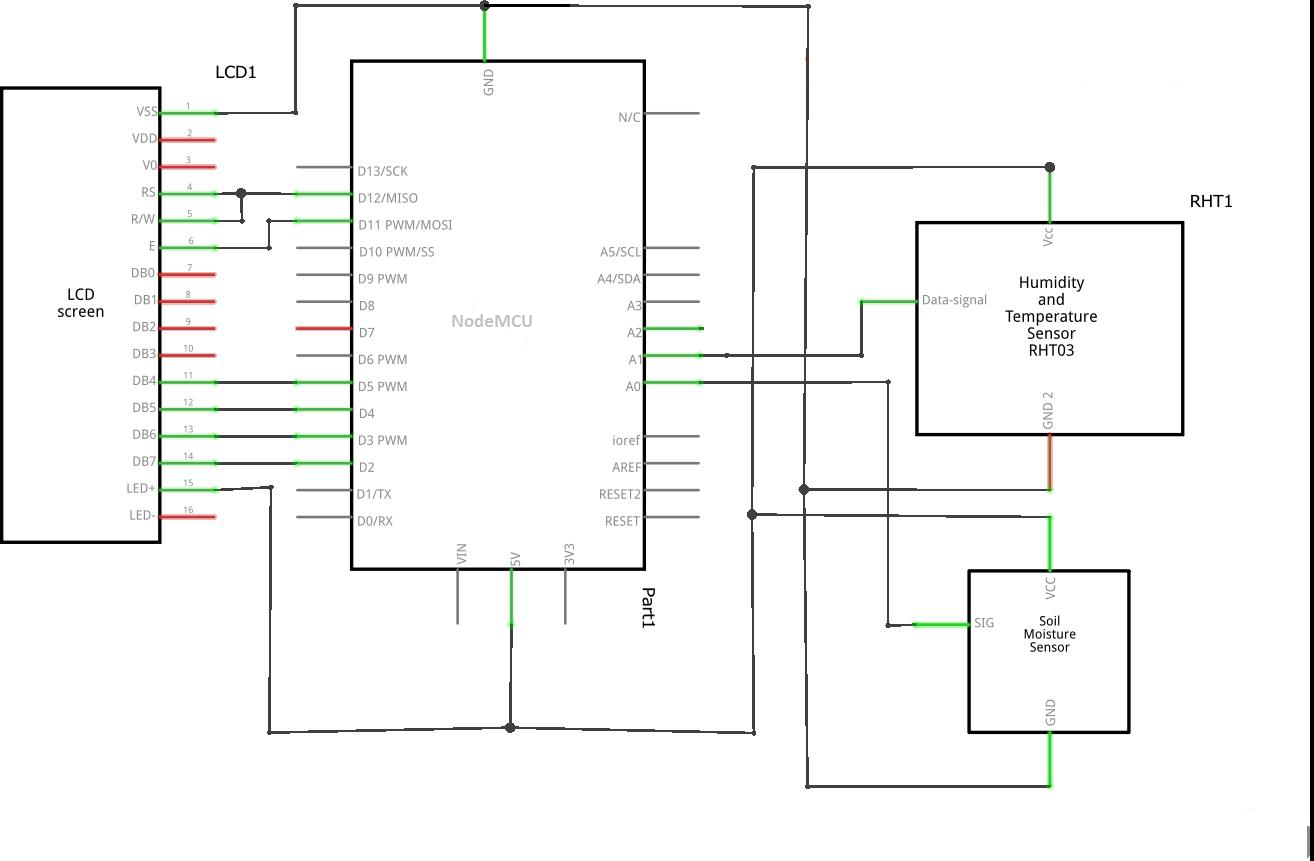 LCD1
VSS 1
VDD 2
V0 3
RS 4
R/W 5
E 6
DB0 7
DB1 8
DB2 9
DB3 10
DB4 11
DB5 12
DB6 13
DB7 14
LED+ 15
LED- 16
LCD
screen
GND
N/C
D13/SCK
D12/MISO
D11 PWM/MOSI
D10 PWM/SS
D9 PWM
D8
D7
D6 PWM
D5 PWM
D4
D3 PWM
D2
D1/TX
D0/RX
NodeMCU
A5/SCL
A4/SDA
A3
A2
A1
A0
ioref
AREF
RESET2
RESET
VIN
5V
3V3
Part1
RHT1
Vcc
Data-signal
Humidity
and
Temperature
Sensor
RHT03
GND 2
VCC
SIG
Soil
Moisture
Sensor
GND